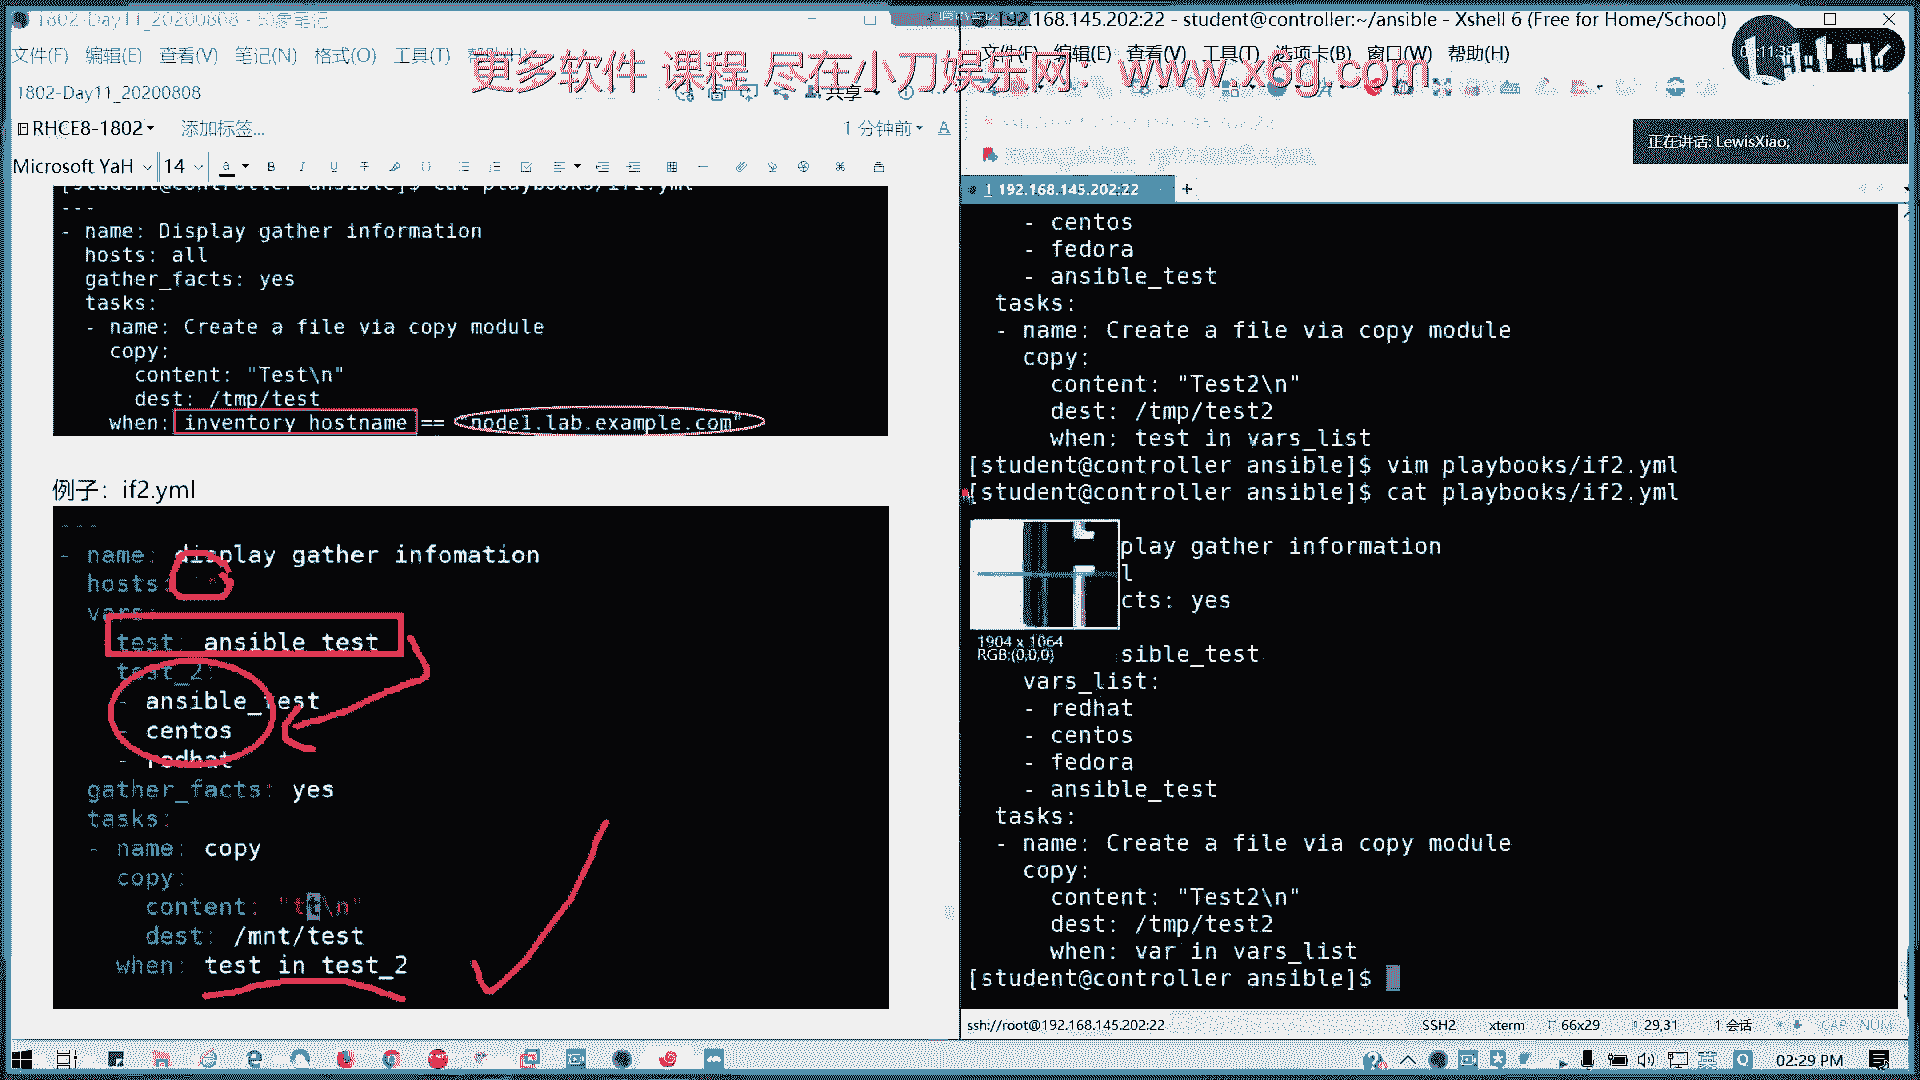 1802-Day11_20200808 - 印象笔记
文件(F) 编辑(E) 查看(V) 笔记(N) 格式(O) 工具(T) 帮助(H)
更多软件 课程 尽在小刀娱乐网：www.x6g.com
1802-Day11_20200808
共享
RHCE8-1802
添加标签...
1 分钟前
Microsoft YaH
14
[student@controller ansible]$ cat playbooks/if1.yml
---
- name: Display gather information
hosts: all
gather_facts: yes
tasks:
- name: Create a file via copy module
copy:
content: "Test\n"
dest: /tmp/test
when: inventory_hostname == "node1.lab.example.com"
例子：if2.yml
---
- name: display gather infomation
hosts:
vars:
test: ansible_test
test_2:
- ansible_test
- centos
- redhat
gather_facts: yes
tasks:
- name: copy
copy:
content: "tt\n"
dest: /mnt/test
when: test in test_2
192.168.145.202:22 - student@controller:~/ansible - Xshell 6 (Free for Home/School)
文件(F) 编辑(E) 查看(V) 工具(T) 选项卡(B) 窗口(W) 帮助(H)
正在讲话: LewisXiao;
1 192.168.145.202:22
- centos
- fedora
- ansible_test
tasks:
- name: Create a file via copy module
copy:
content: "Test2\n"
dest: /tmp/test2
when: test in vars_list
[student@controller ansible]$ vim playbooks/if2.yml
[student@controller ansible]$ cat playbooks/if2.yml
play gather information
l
cts: yes
1904 x 1064
RGB:(0,0,0)
sible_test
vars_list:
- redhat
- centos
- fedora
- ansible_test
tasks:
- name: Create a file via copy module
copy:
content: "Test2\n"
dest: /tmp/test2
when: var in vars_list
[student@controller ansible]$
ssh://root@192.168.145.202:22
SSH2
xterm
66x29
29,31
1 会话
CAP NUM
英
02:29 PM